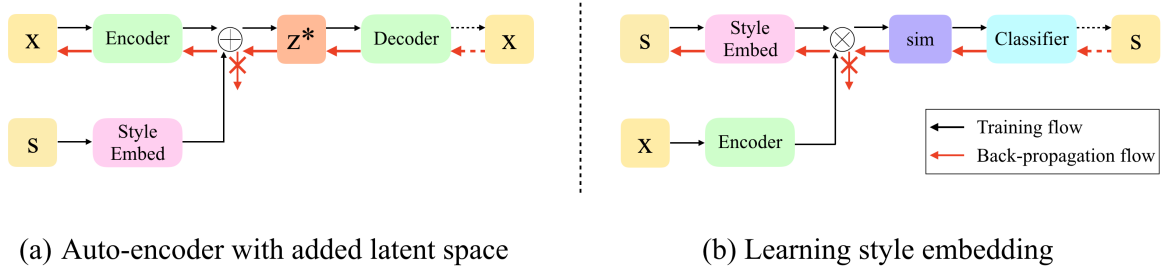 x
Encoder
z*
Decoder
x
s
Style
Embed
(a) Auto-encoder with added latent space
s
Style
Embed
sim
Classifier
s
x
Encoder
Training flow
Back-propagation flow
(b) Learning style embedding